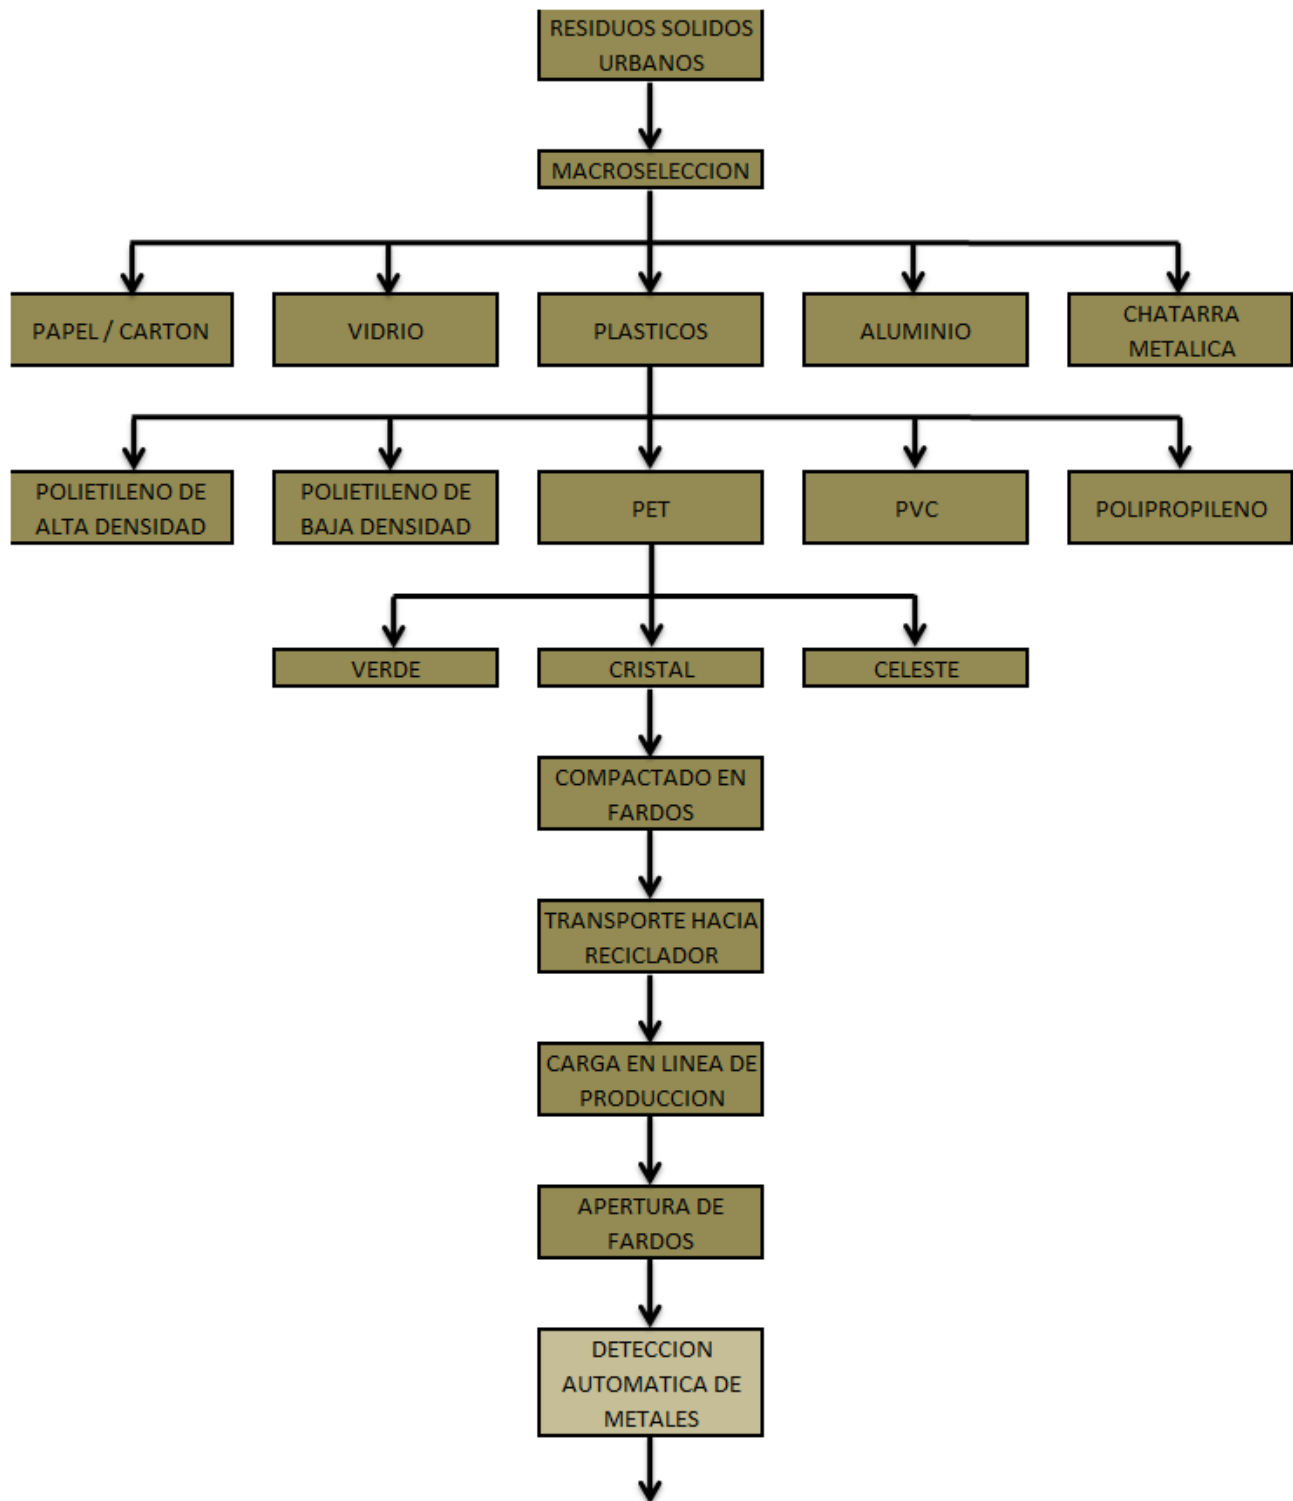 RESIDUOS SOLIDOS
URBANOS
MACROSELECCION
PAPEL / CARTON
VIDRIO
PLASTICOS
ALUMINIO
CHATARRA
METALICA
POLIETILENO DE
ALTA DENSIDAD
POLIETILENO DE
BAJA DENSIDAD
PET
PVC
POLIPROPILENO
VERDE
CRISTAL
CELESTE
COMPACTADO EN
FARDOS
TRANSPORTE HACIA
RECICLADOR
CARGA EN LINEA DE
PRODUCCION
APERTURA DE
FARDOS
DETECCION
AUTOMATICA DE
METALES